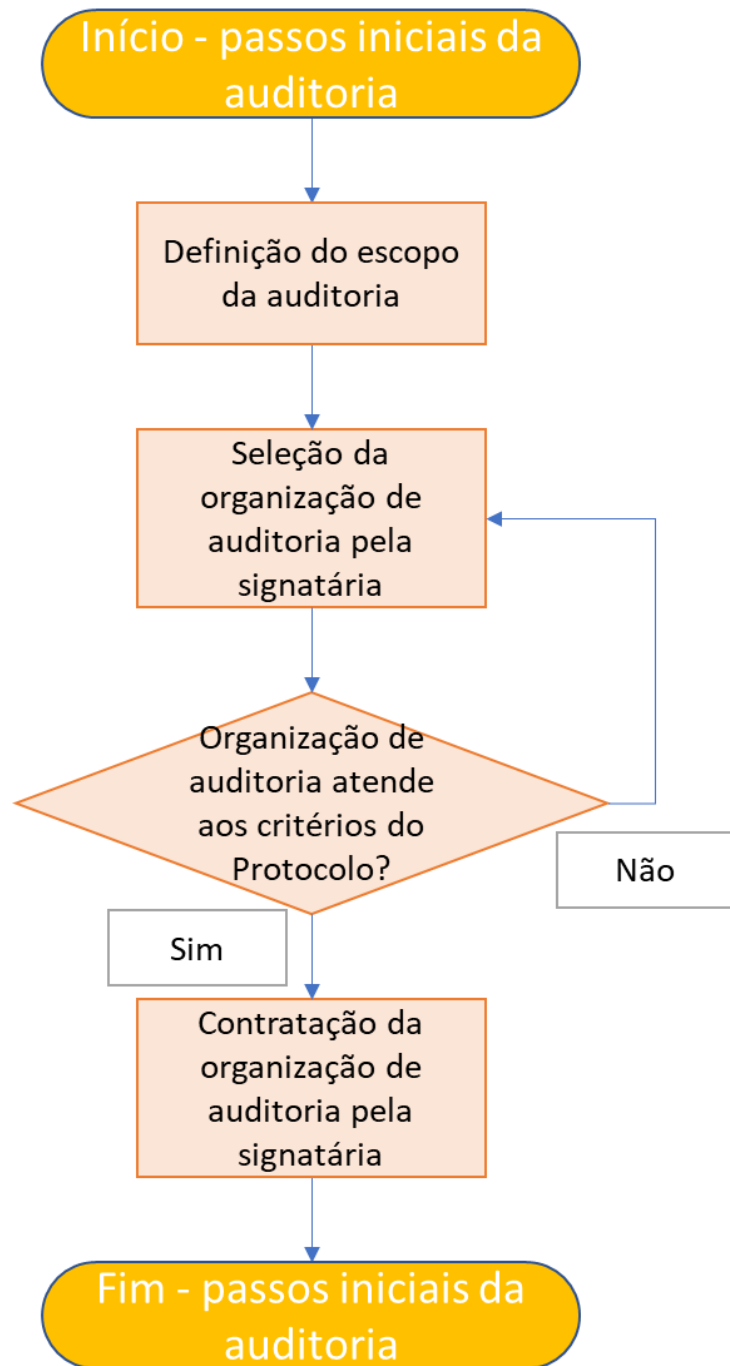 Início - passos iniciais da
auditoria
Definição do escopo
da auditoria
Seleção da
organização de
auditoria pela
signatária
Organização de
auditoria atende
aos critérios do
Protocolo?
Não
Sim
Contratação da
organização de
auditoria pela
signatária
Fim - passos iniciais da
auditoria